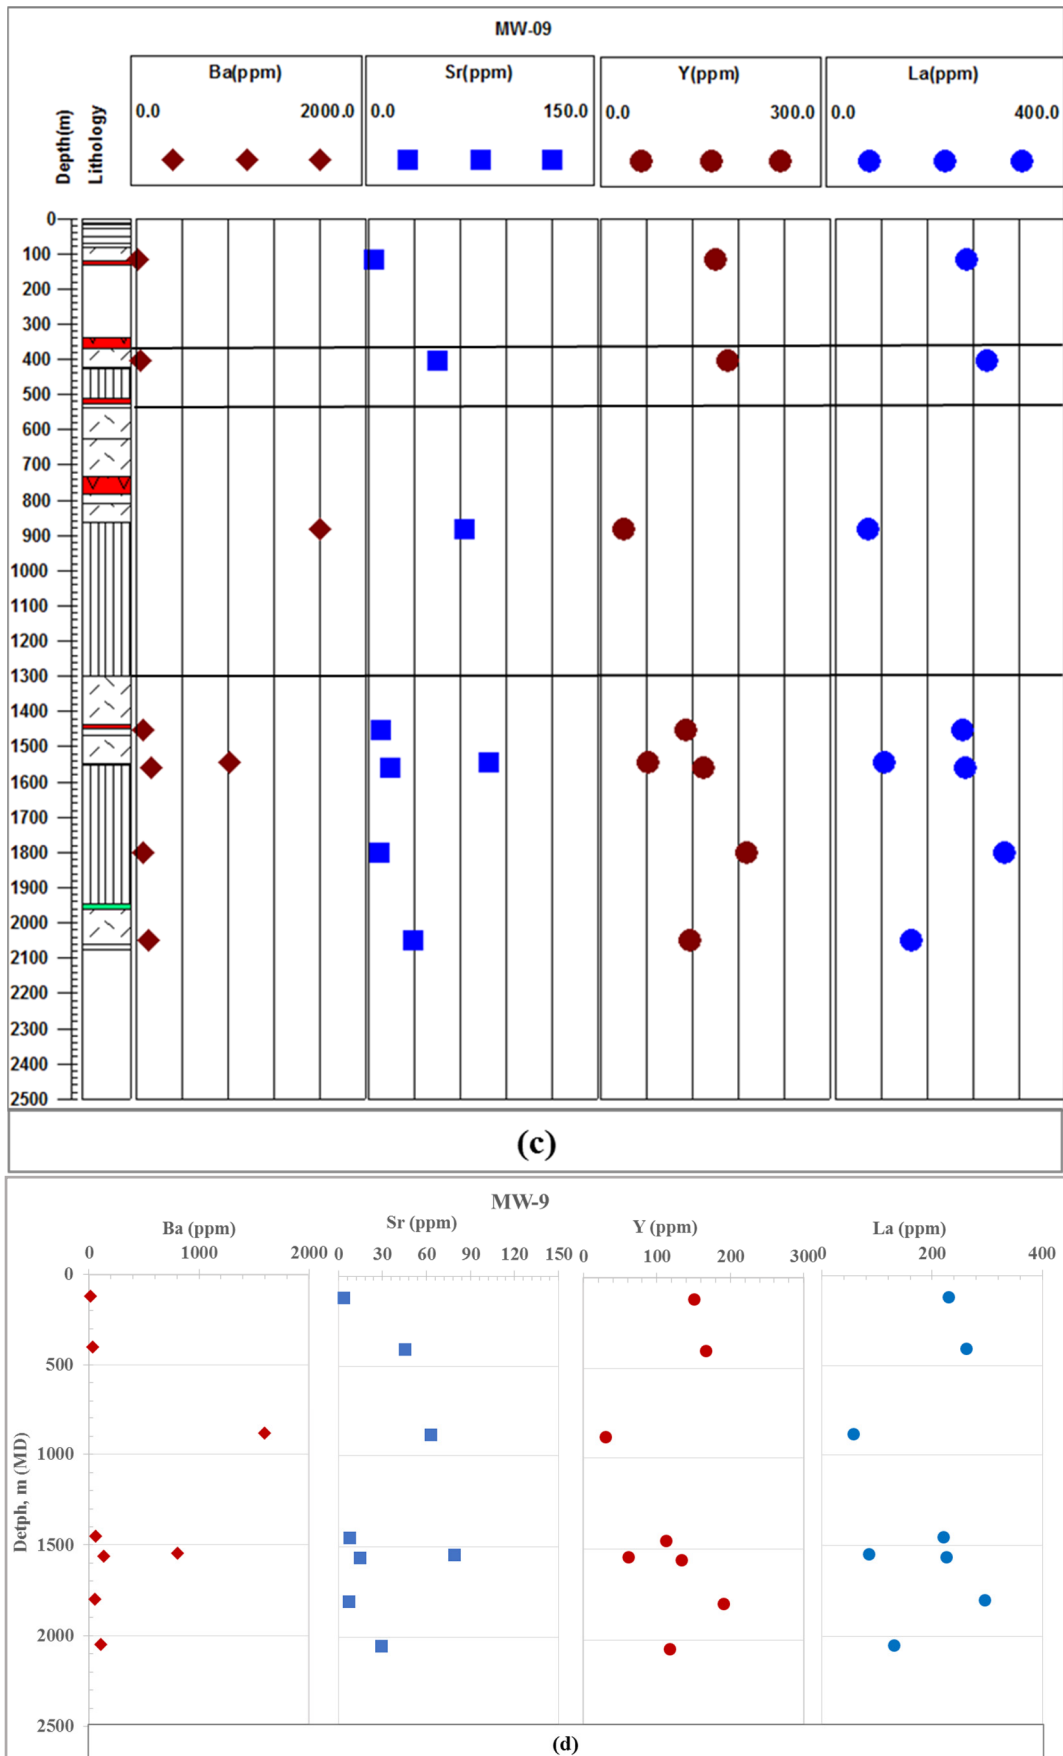 MW-09
Ba(ppm) Sr(ppm) Y(ppm) La(ppm)
Depth(m)
Lithology
0.0 2000.0 0.0 150.0 0.0 300.0 0.0 400.0
0
100
200
300
400
500
600
700
800
900
1000
1100
1200
1300
1400
1500
1600
1700
1800
1900
2000
2100
2200
2300
2400
2500
(c)
MW-9
Ba (ppm) Sr (ppm) Y (ppm) La (ppm)
0 1000 2000 0 30 60 90 120 150 0 100 200 300 0 200 400
Detph, m (MD)
0
500
1000
1500
2000
2500
(d)